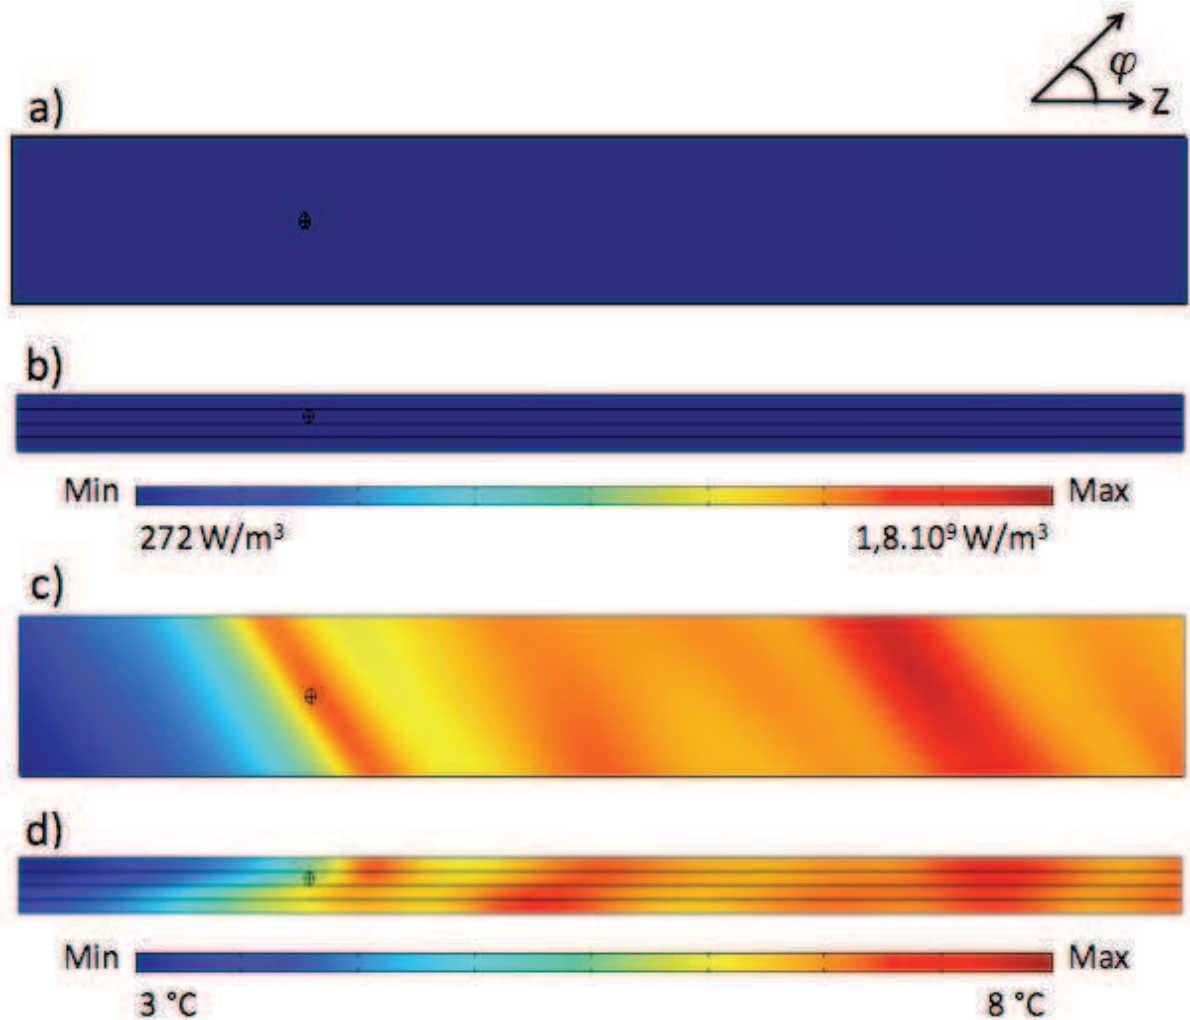 φ
Z
a)
b)
Min Max
272 W/m³ 1,8.10⁹ W/m³
c)
d)
Min Max
3 °C 8 °C